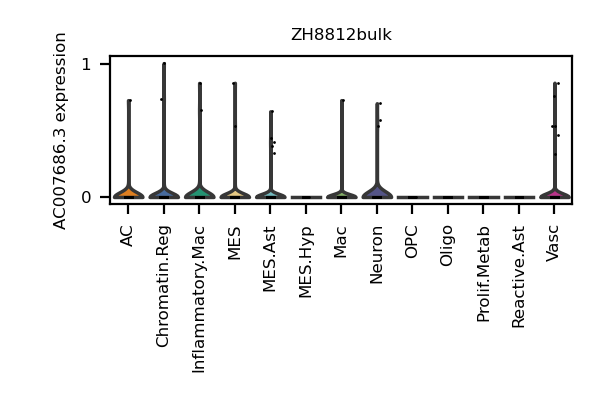 ZH8812bulk
AC007686.3 expression
1
0
AC
Chromatin.Reg
Inflammatory.Mac
MES
MES.Ast
MES.Hyp
Mac
Neuron
OPC
Oligo
Prolif.Metab
Reactive.Ast
Vasc